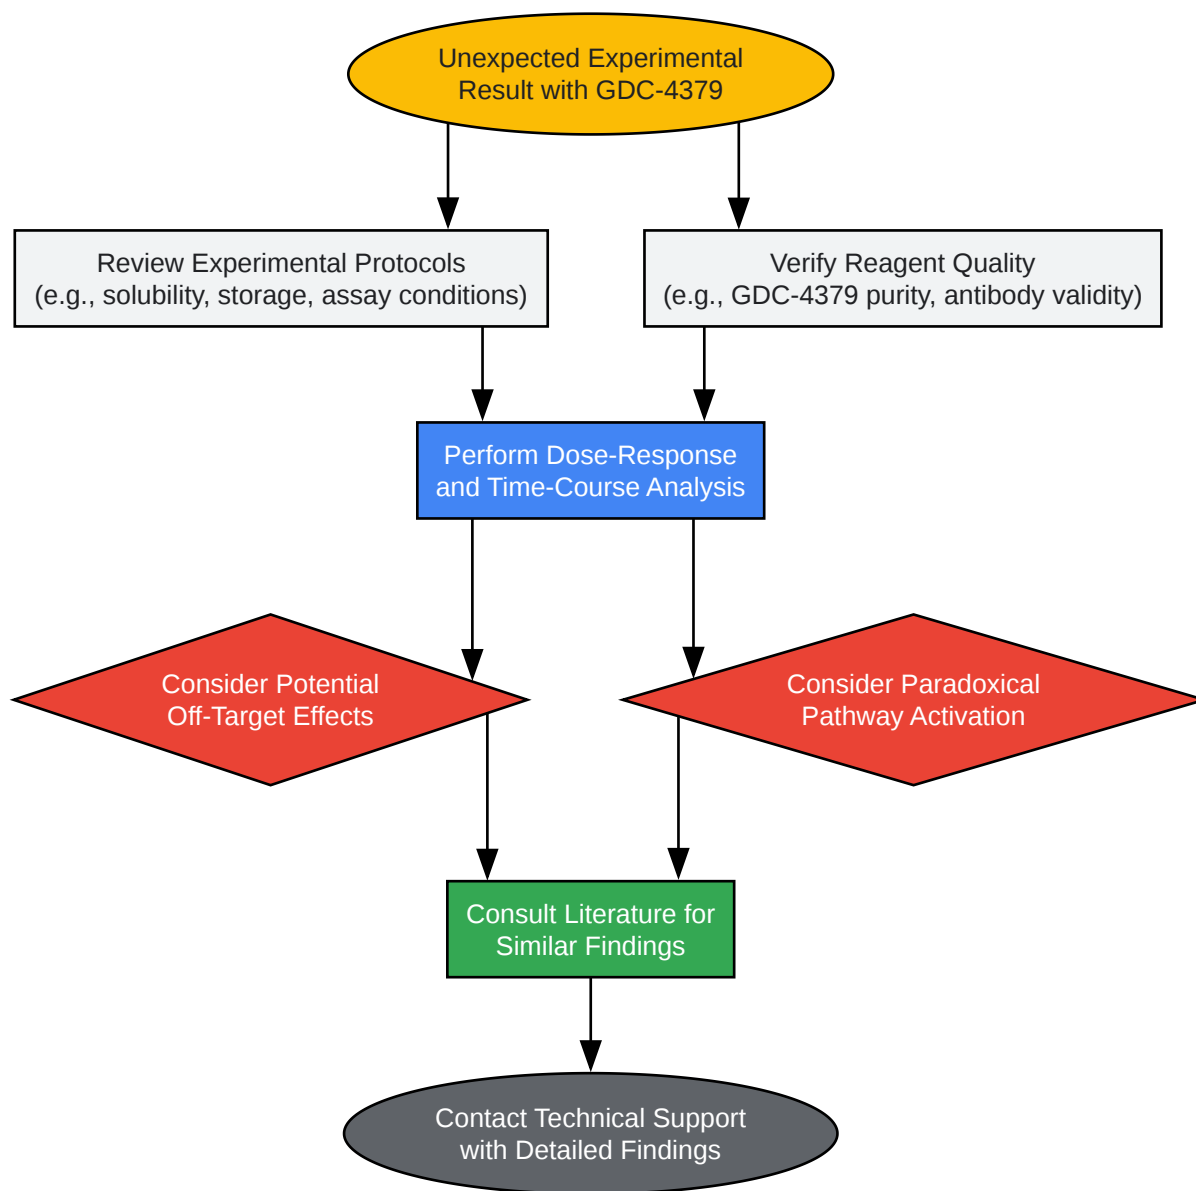 Unexpected Experimental
Result with GDC-4379
Review Experimental Protocols
(e.g., solubility, storage, assay conditions)
Verify Reagent Quality
(e.g., GDC-4379 purity, antibody validity)
Perform Dose-Response
and Time-Course Analysis
Consider Potential
Off-Target Effects
Consider Paradoxical
Pathway Activation
Consult Literature for
Similar Findings
Contact Technical Support
with Detailed Findings